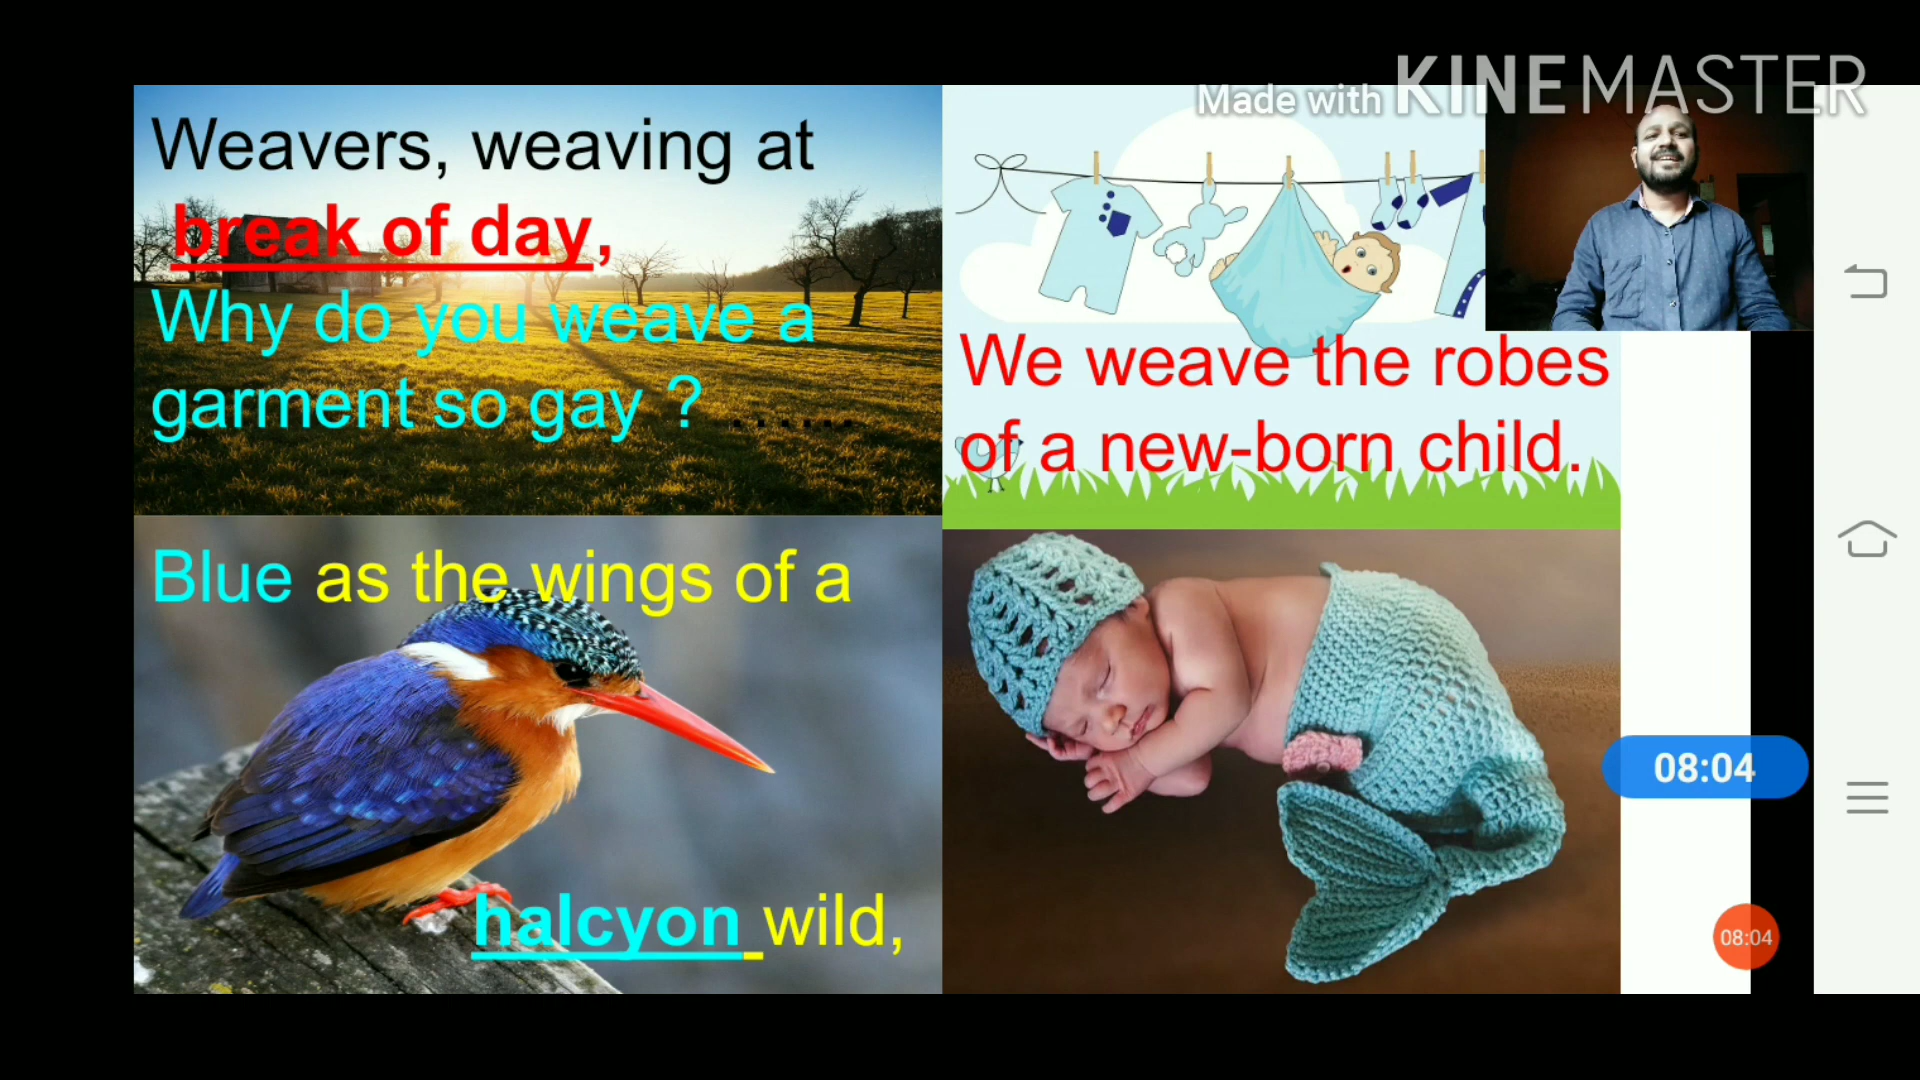 Made with KINEMASTER
Weavers, weaving at
break of day,
Why do you weave a
garment so gay ? ......
Blue as the wings of a
halcyon wild,
We weave the robes
of a new-born child.
08:04
08:04